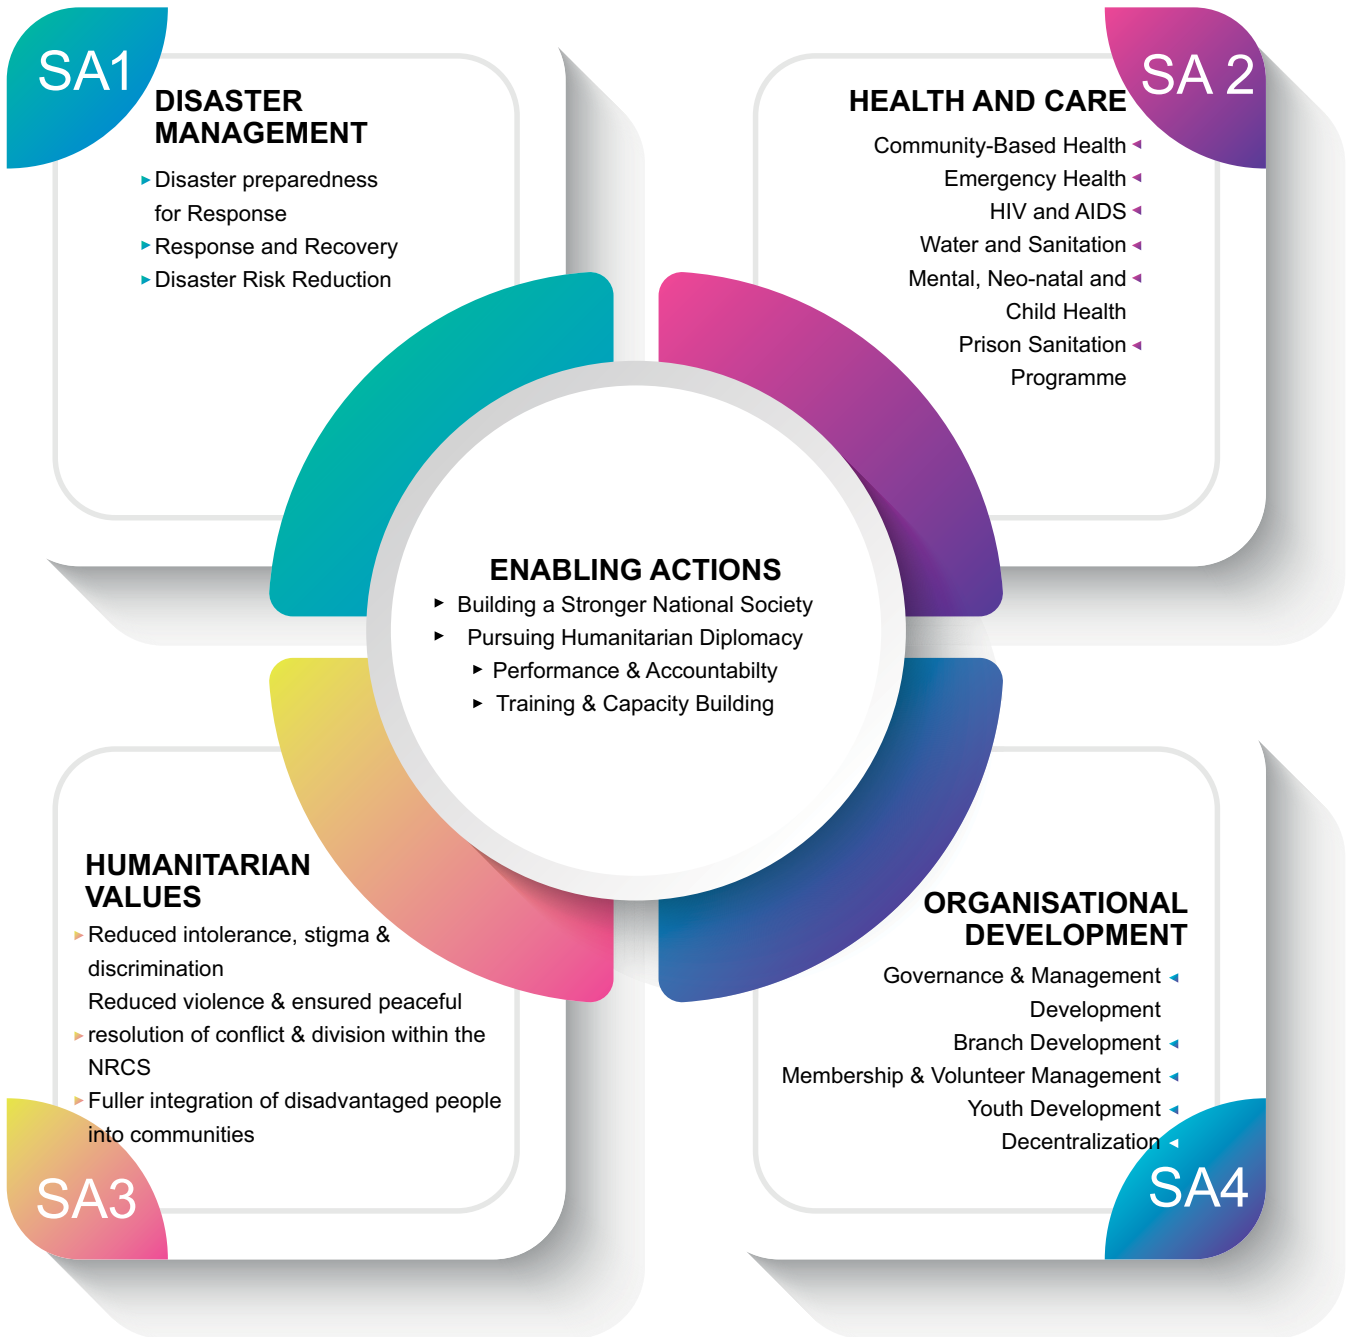 SA1
DISASTER
MANAGEMENT
Disaster preparedness
for Response
Response and Recovery
Disaster Risk Reduction
SA 2
HEALTH AND CARE
Community-Based Health
Emergency Health
HIV and AIDS
Water and Sanitation
Mental, Neo-natal and
Child Health
Prison Sanitation
Programme
ENABLING ACTIONS
Building a Stronger National Society
Pursuing Humanitarian Diplomacy
Performance & Accountabilty
Training & Capacity Building
HUMANITARIAN
VALUES
Reduced intolerance, stigma &
discrimination
Reduced violence & ensured peaceful
resolution of conflict & division within the
NRCS
Fuller integration of disadvantaged people
into communities
SA3
ORGANISATIONAL
DEVELOPMENT
Governance & Management
Development
Branch Development
Membership & Volunteer Management
Youth Development
Decentralization
SA4